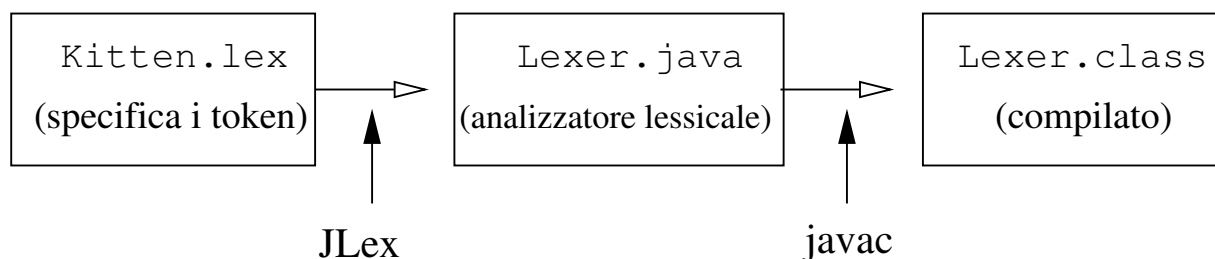 Kitten.lex
(specifica i token)
JLex
Lexer.java
(analizzatore lessicale)
javac
Lexer.class
(compilato)